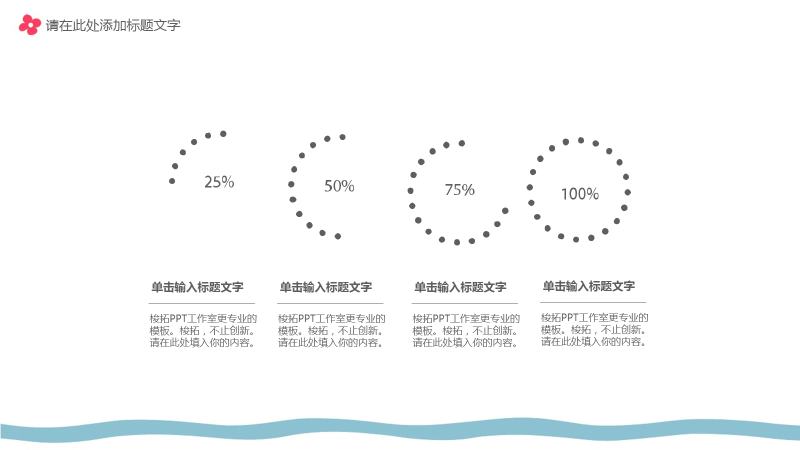 请在此处添加标题文字
25%
50%
75%
100%
单击输入标题文字
梭拓PPT工作室更专业的
模板。梭拓，不止创新。
请在此处填入你的内容。
单击输入标题文字
梭拓PPT工作室更专业的
模板。梭拓，不止创新。
请在此处填入你的内容。
单击输入标题文字
梭拓PPT工作室更专业的
模板。梭拓，不止创新。
请在此处填入你的内容。
单击输入标题文字
梭拓PPT工作室更专业的
模板。梭拓，不止创新。
请在此处填入你的内容。